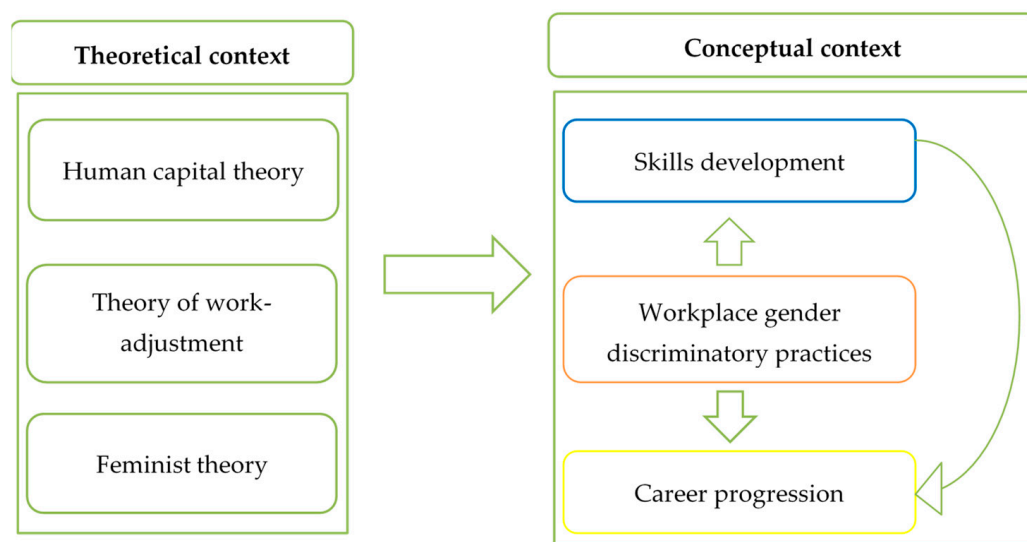 Theoretical context
Human capital theory
Theory of work-
adjustment
Feminist theory
Conceptual context
Skills development
Workplace gender
discriminatory practices
Career progression